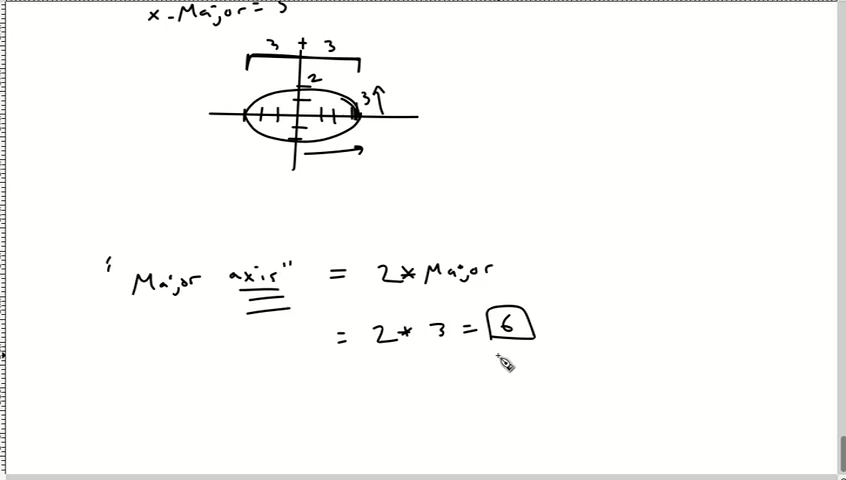 x-Major = 3
3 + 3
2
3
"Major axis" = 2*Major
= 2*3 = 6